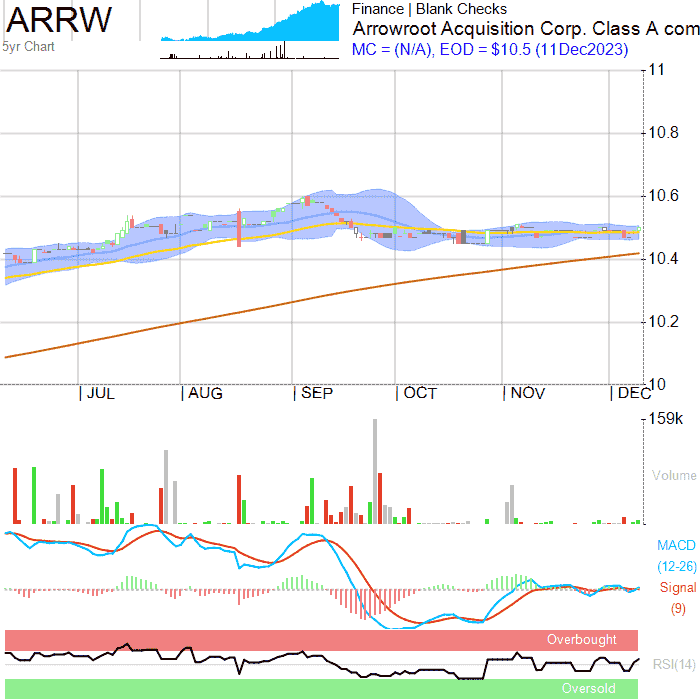 ARRW
5yr Chart
Finance | Blank Checks
Arrowroot Acquisition Corp. Class A com
MC = (N/A), EOD = $10.5 (11Dec2023)
11
10.8
10.6
10.4
10.2
10
| JUL | AUG | SEP | OCT | NOV | DEC
159k
Volume
MACD
(12-26)
Signal
(9)
Overbought
RSI(14)
Oversold